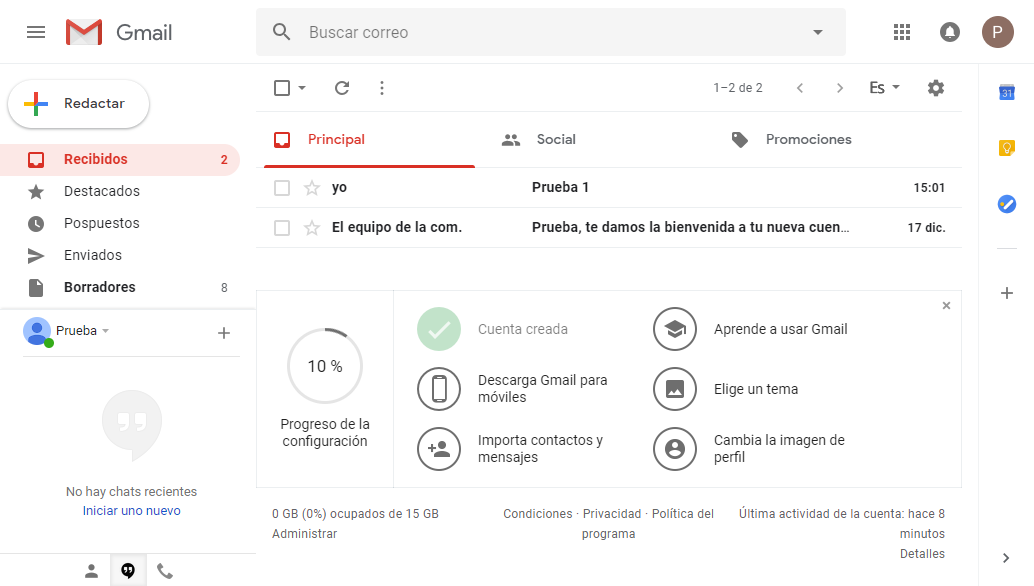 Gmail
Buscar correo
P
Redactar
1–2 de 2
Es
31
Principal
Social
Promociones
Recibidos 2
Destacados
Pospuestos
Enviados
Borradores 8
yo Prueba 1 15:01
El equipo de la com. Prueba, te damos la bienvenida a tu nueva cuen... 17 dic.
Prueba
No hay chats recientes
Iniciar uno nuevo
10 %
Progreso de la
configuración
Cuenta creada
Aprende a usar Gmail
Descarga Gmail para
móviles
Elige un tema
Importa contactos y
mensajes
Cambia la imagen de
perfil
0 GB (0%) ocupados de 15 GB
Administrar
Condiciones · Privacidad · Política del
programa
Última actividad de la cuenta: hace 8
minutos
Detalles